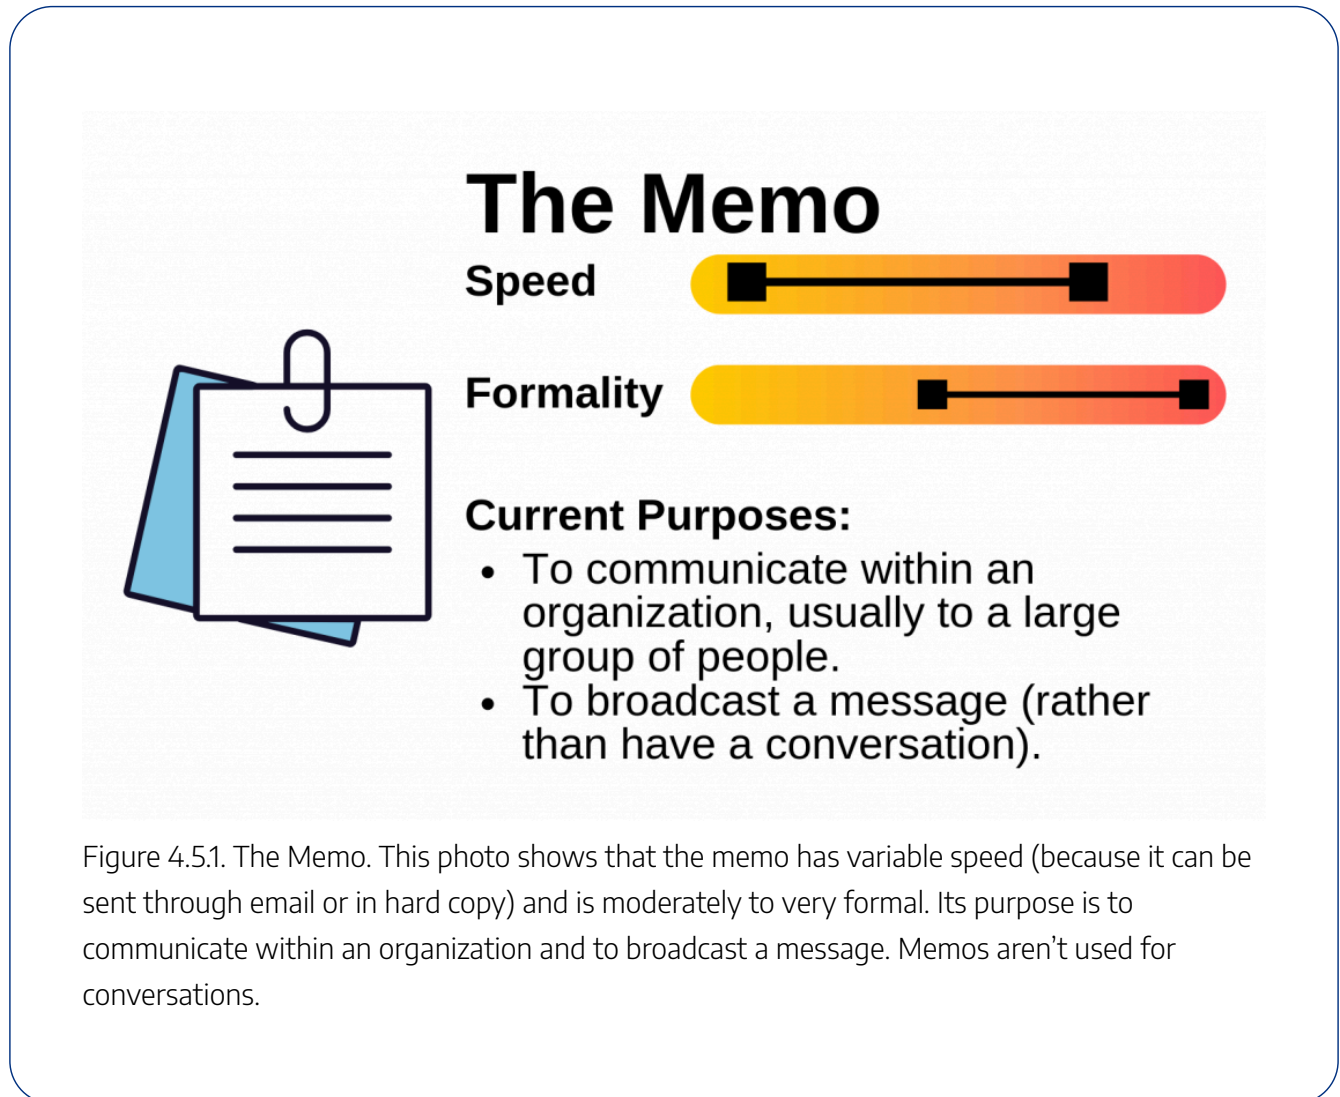 The Memo
Speed
Formality
Current Purposes:
• To communicate within an
organization, usually to a large
group of people.
• To broadcast a message (rather
than have a conversation).
Figure 4.5.1. The Memo. This photo shows that the memo has variable speed (because it can be
sent through email or in hard copy) and is moderately to very formal. Its purpose is to
communicate within an organization and to broadcast a message. Memos aren’t used for
conversations.